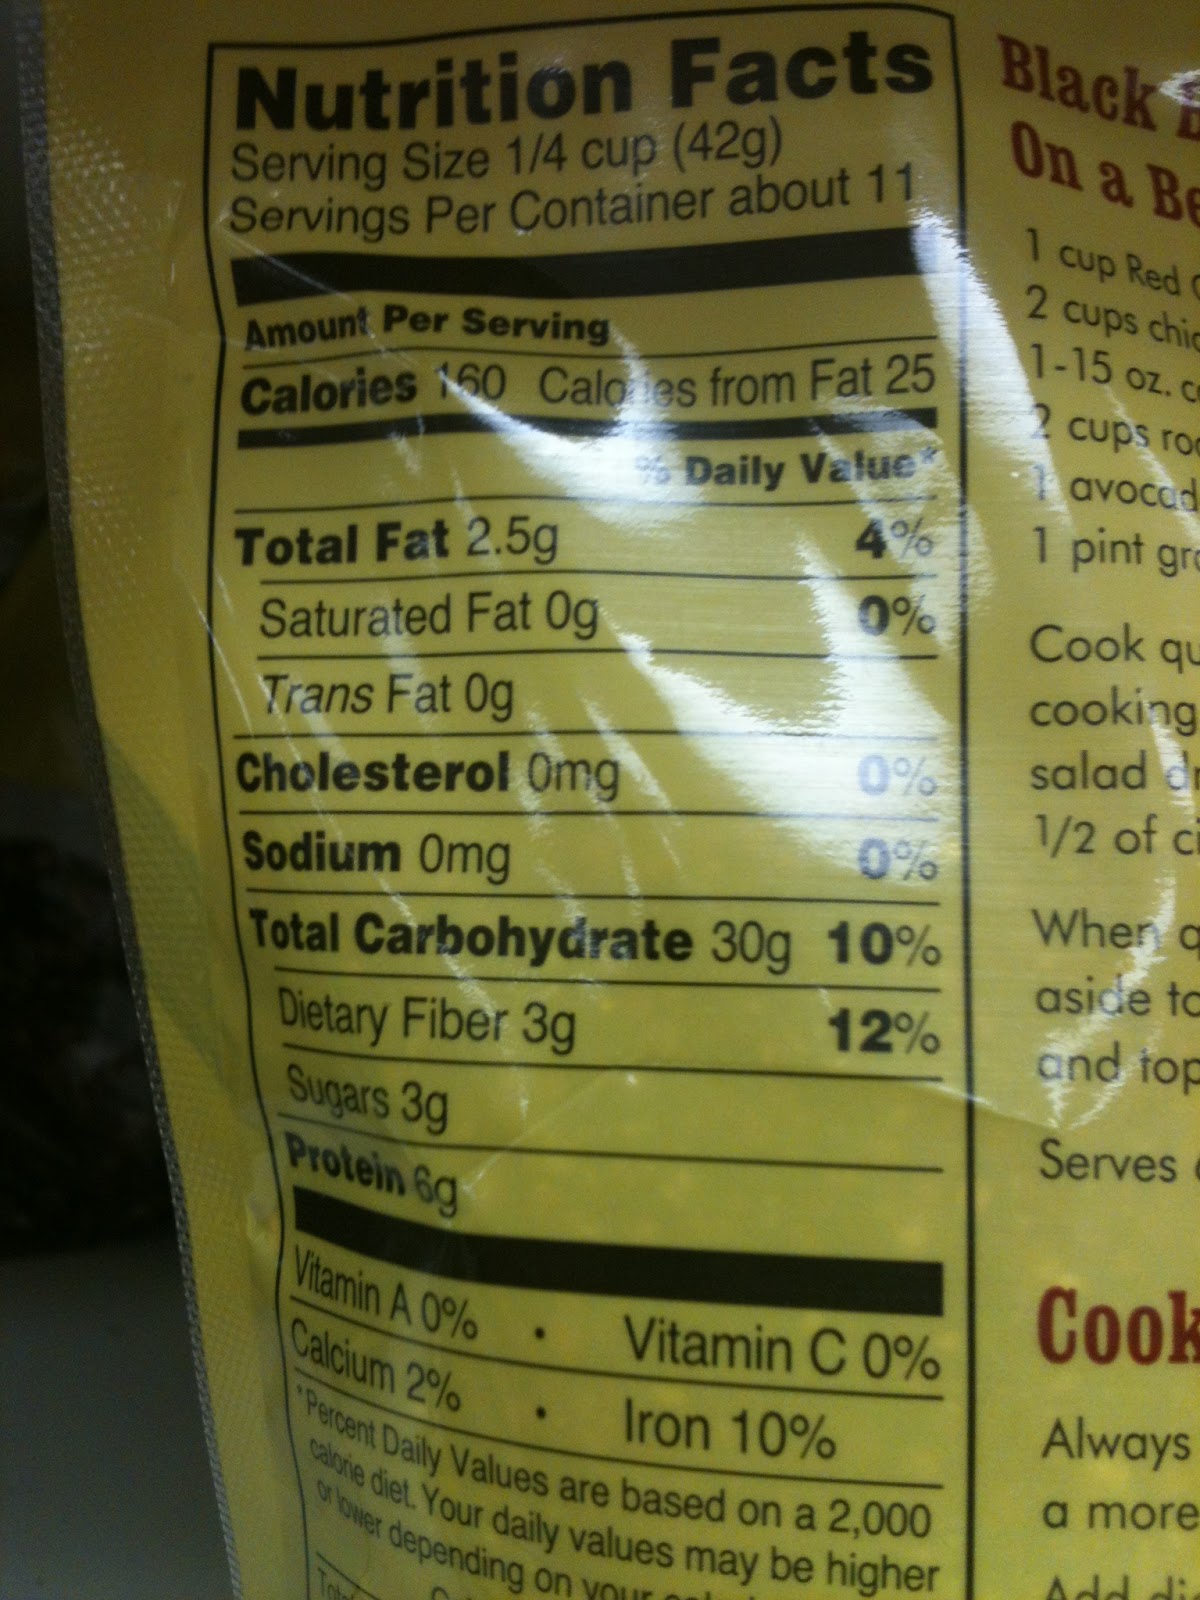 Nutrition Facts
Serving Size 1/4 cup (42g)
Servings Per Container about 11
Amount Per Serving
Calories 160 Calories from Fat 25
% Daily Value*
Total Fat 2.5g 4%
Saturated Fat 0g 0%
Trans Fat 0g
Cholesterol 0mg 0%
Sodium 0mg 0%
Total Carbohydrate 30g 10%
Dietary Fiber 3g 12%
Sugars 3g
Protein 6g
Vitamin A 0% • Vitamin C 0%
Calcium 2% • Iron 10%
*Percent Daily Values are based on a 2,000
calorie diet. Your daily values may be higher
or lower depending on your
Black
On a
1 cup Red
2 cups
1-15 oz.
2 cups
1
1 pint
Cook
cooking
salad
1/2 of
When
aside
and
Serves
Cook
Always
a more
Add